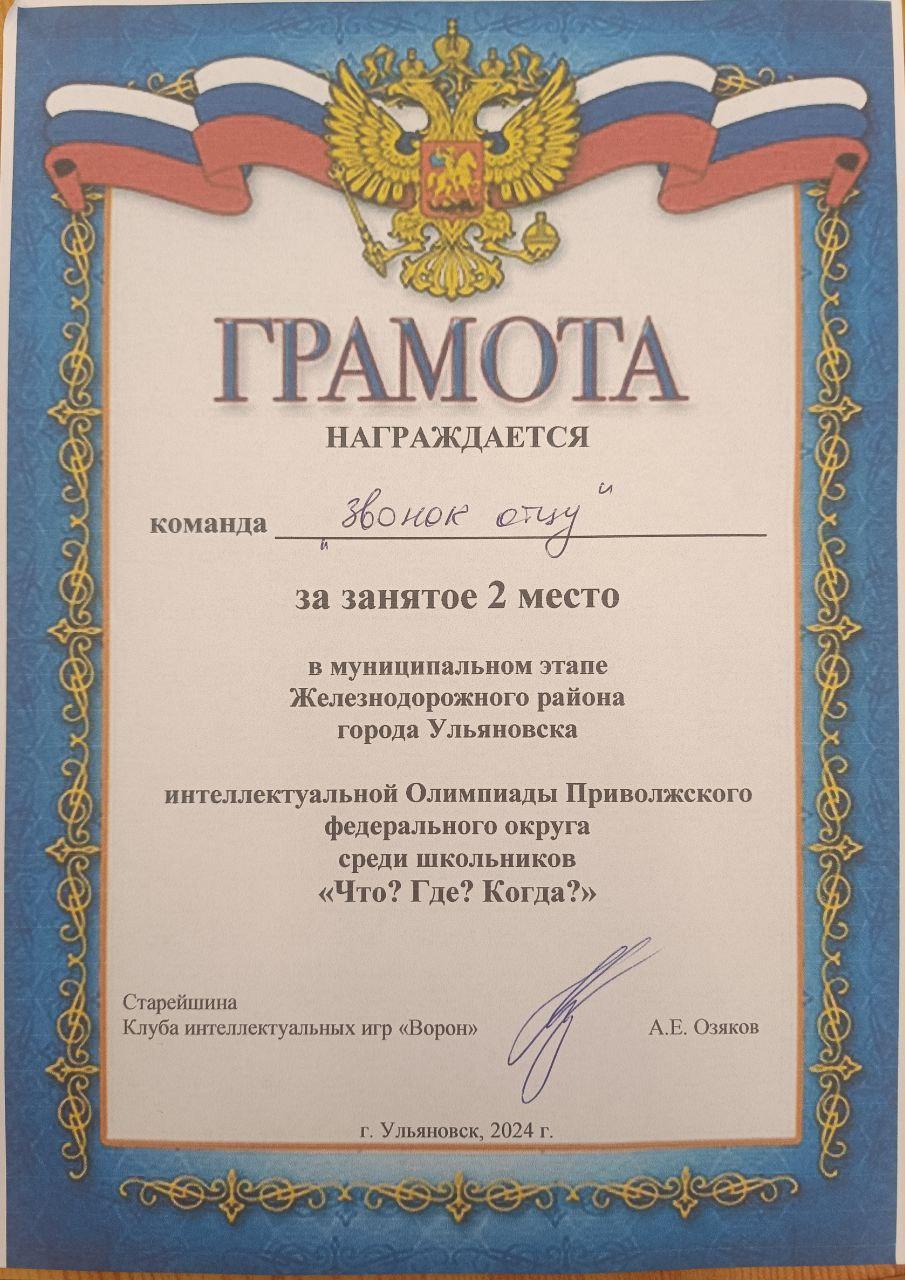 ГРАМОТА
НАГРАЖДАЕТСЯ
команда "Звонок отцу"
за занятое 2 место
в муниципальном этапе
Железнодорожного района
города Ульяновска
интеллектуальной Олимпиады Приволжского
федерального округа
среди школьников
«Что? Где? Когда?»
Старейшина
Клуба интеллектуальных игр «Ворон» А.Е. Озяков
г. Ульяновск, 2024 г.